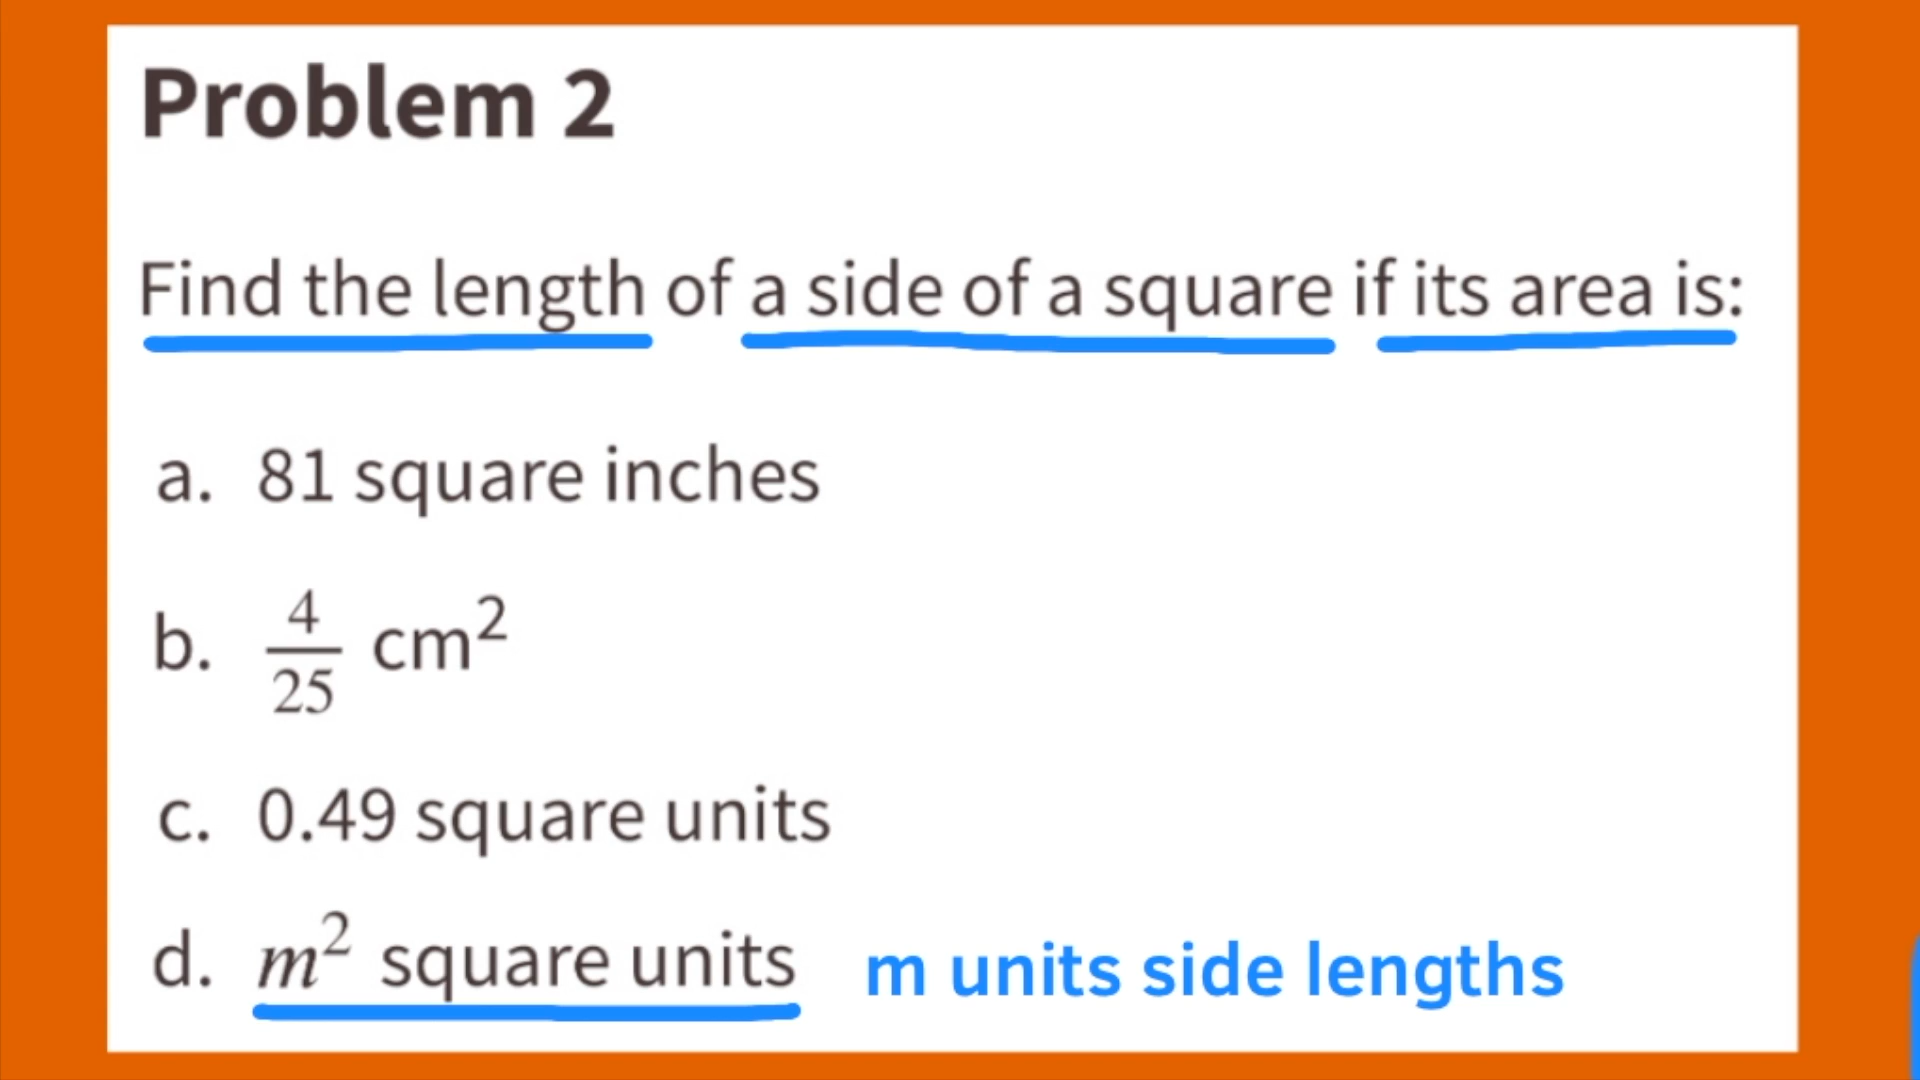 Problem 2
Find the length of a side of a square if its area is:
a. 81 square inches
b. 4/25 cm²
c. 0.49 square units
d. m² square units m units side lengths